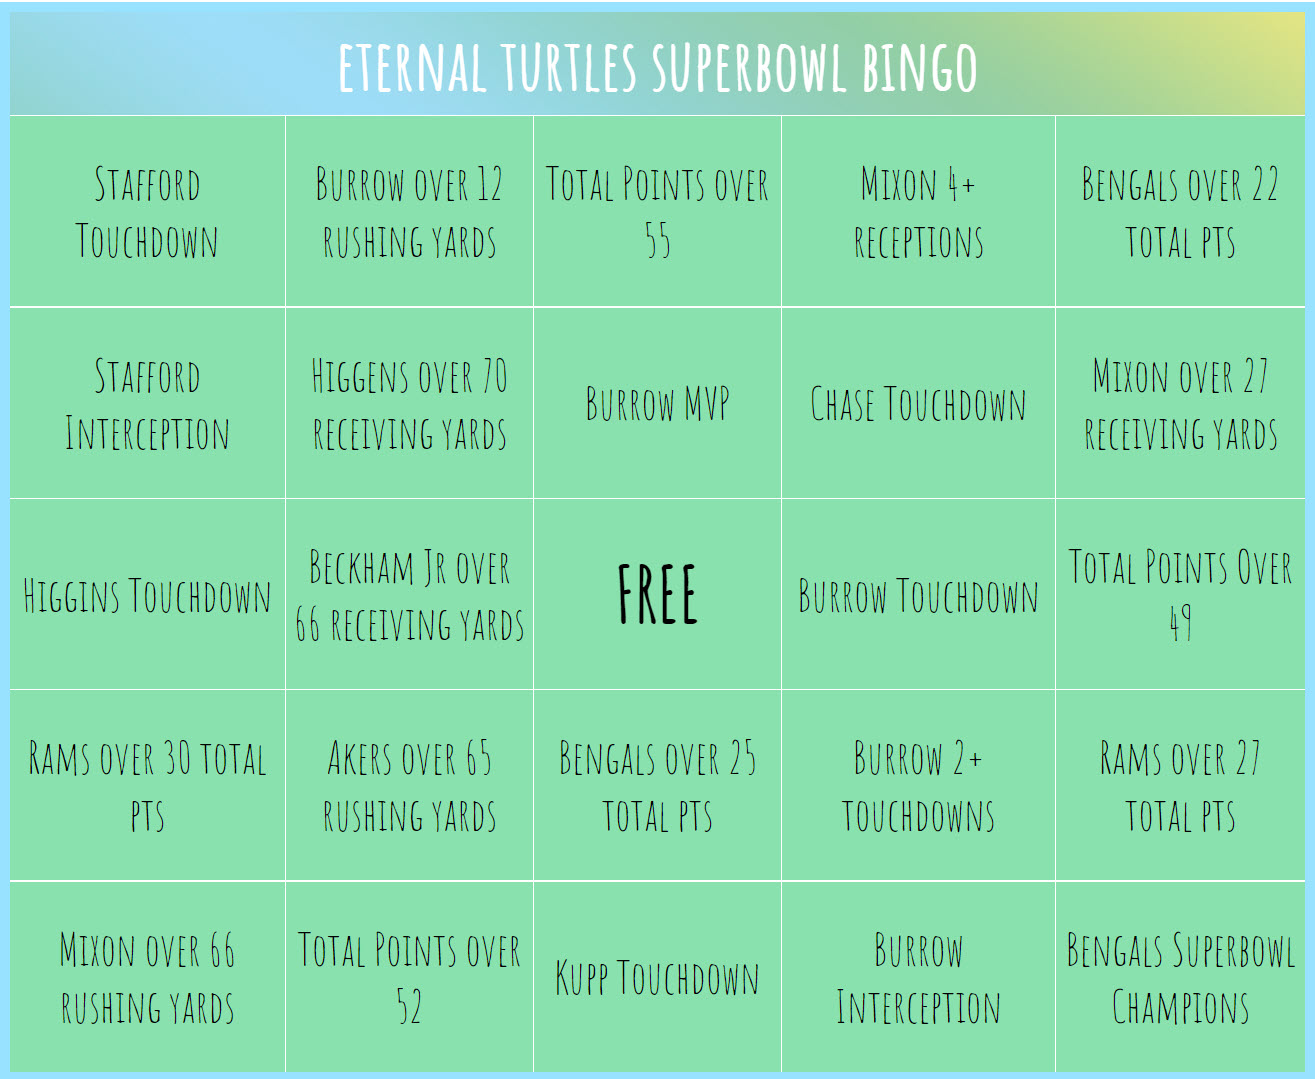 ETERNAL TURTLES SUPERBOWL BINGO
STAFFORD
TOUCHDOWN
BURROW OVER 12
RUSHING YARDS
TOTAL POINTS OVER
55
MIXON 4+
RECEPTIONS
BENGALS OVER 22
TOTAL PTS
STAFFORD
INTERCEPTION
HIGGENS OVER 70
RECEIVING YARDS
BURROW MVP
CHASE TOUCHDOWN
MIXON OVER 27
RECEIVING YARDS
HIGGINS TOUCHDOWN
BECKHAM JR OVER
66 RECEIVING YARDS
FREE
BURROW TOUCHDOWN
TOTAL POINTS OVER
49
RAMS OVER 30 TOTAL
PTS
AKERS OVER 65
RUSHING YARDS
BENGALS OVER 25
TOTAL PTS
BURROW 2+
TOUCHDOWNS
RAMS OVER 27
TOTAL PTS
MIXON OVER 66
RUSHING YARDS
TOTAL POINTS OVER
52
KUPP TOUCHDOWN
BURROW
INTERCEPTION
BENGALS SUPERBOWL
CHAMPIONS